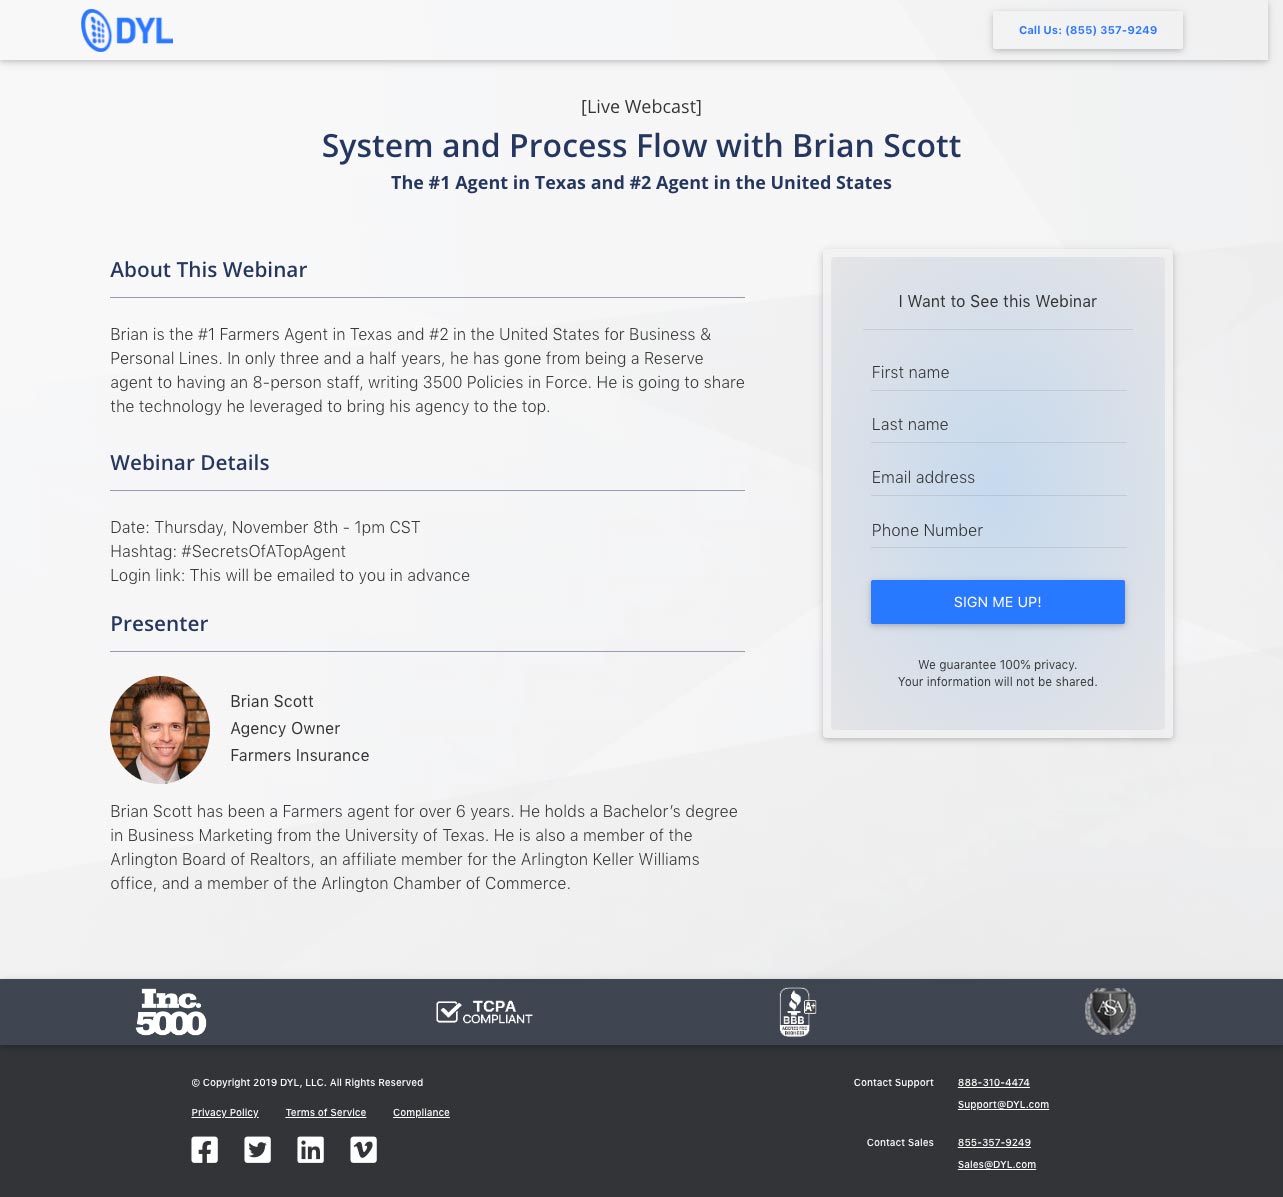 DYL
Call Us: (855) 357-9249
[Live Webcast]
System and Process Flow with Brian Scott
The #1 Agent in Texas and #2 Agent in the United States
About This Webinar
Brian is the #1 Farmers Agent in Texas and #2 in the United States for Business &
Personal Lines. In only three and a half years, he has gone from being a Reserve
agent to having an 8-person staff, writing 3500 Policies in Force. He is going to share
the technology he leveraged to bring his agency to the top.
Webinar Details
Date: Thursday, November 8th - 1pm CST
Hashtag: #SecretsOfATopAgent
Login link: This will be emailed to you in advance
Presenter
Brian Scott
Agency Owner
Farmers Insurance
Brian Scott has been a Farmers agent for over 6 years. He holds a Bachelor’s degree
in Business Marketing from the University of Texas. He is also a member of the
Arlington Board of Realtors, an affiliate member for the Arlington Keller Williams
office, and a member of the Arlington Chamber of Commerce.
I Want to See this Webinar
First name
Last name
Email address
Phone Number
SIGN ME UP!
We guarantee 100% privacy.
Your information will not be shared.
Inc.
5000
TCPA
COMPLIANT
A+
BBB
ACCREDITED
BUSINESS
ASA
© Copyright 2019 DYL, LLC. All Rights Reserved
Privacy Policy Terms of Service Compliance
Contact Support 888-310-4474
Support@DYL.com
Contact Sales 855-357-9249
Sales@DYL.com